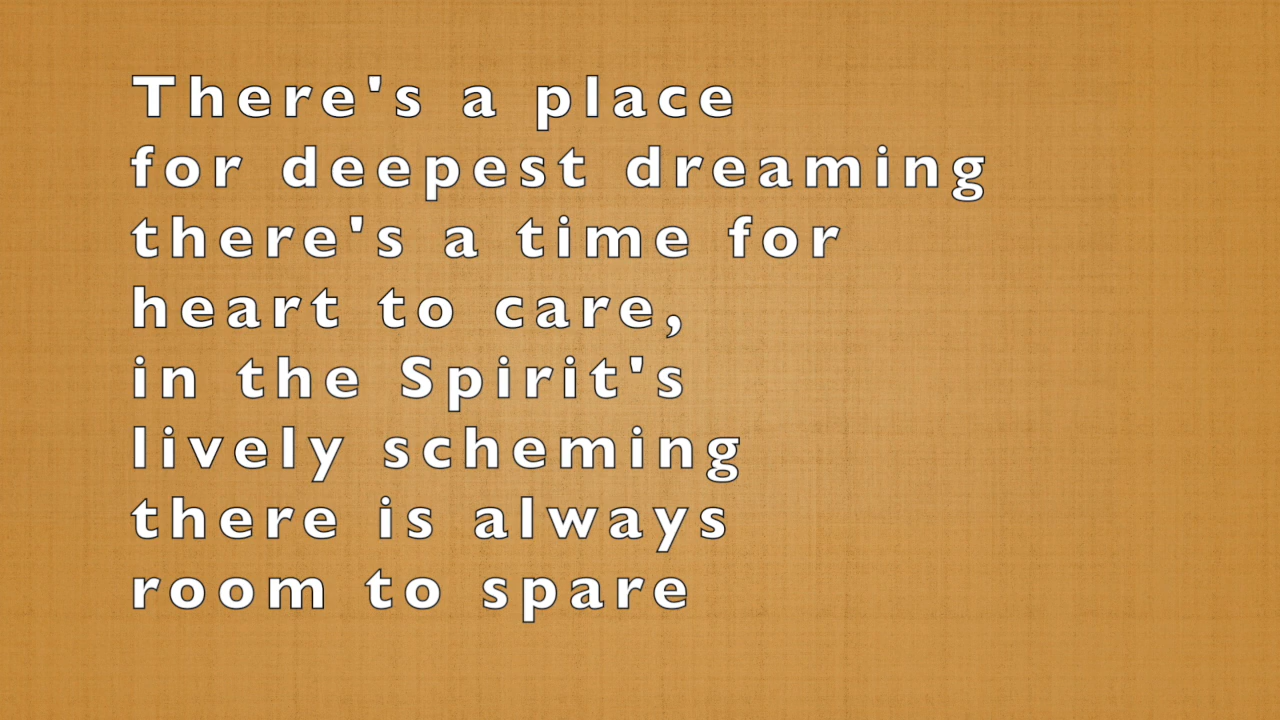 There's a place
for deepest dreaming
there's a time for
heart to care,
in the Spirit's
lively scheming
there is always
room to spare